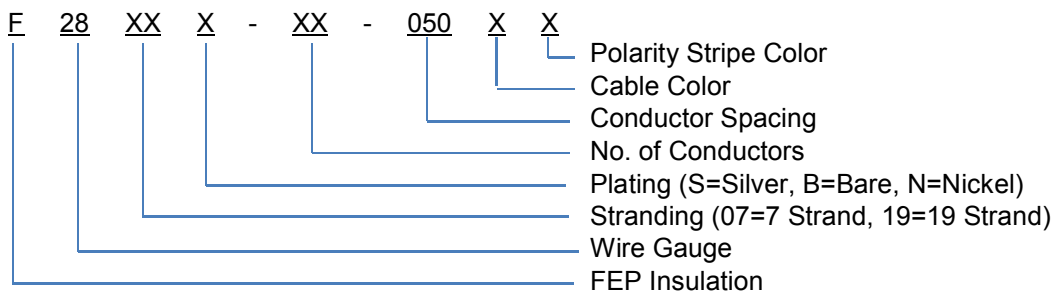 F 28 XX X - XX - 050 X X
Polarity Stripe Color
Cable Color
Conductor Spacing
No. of Conductors
Plating (S=Silver, B=Bare, N=Nickel)
Stranding (07=7 Strand, 19=19 Strand)
Wire Gauge
FEP Insulation